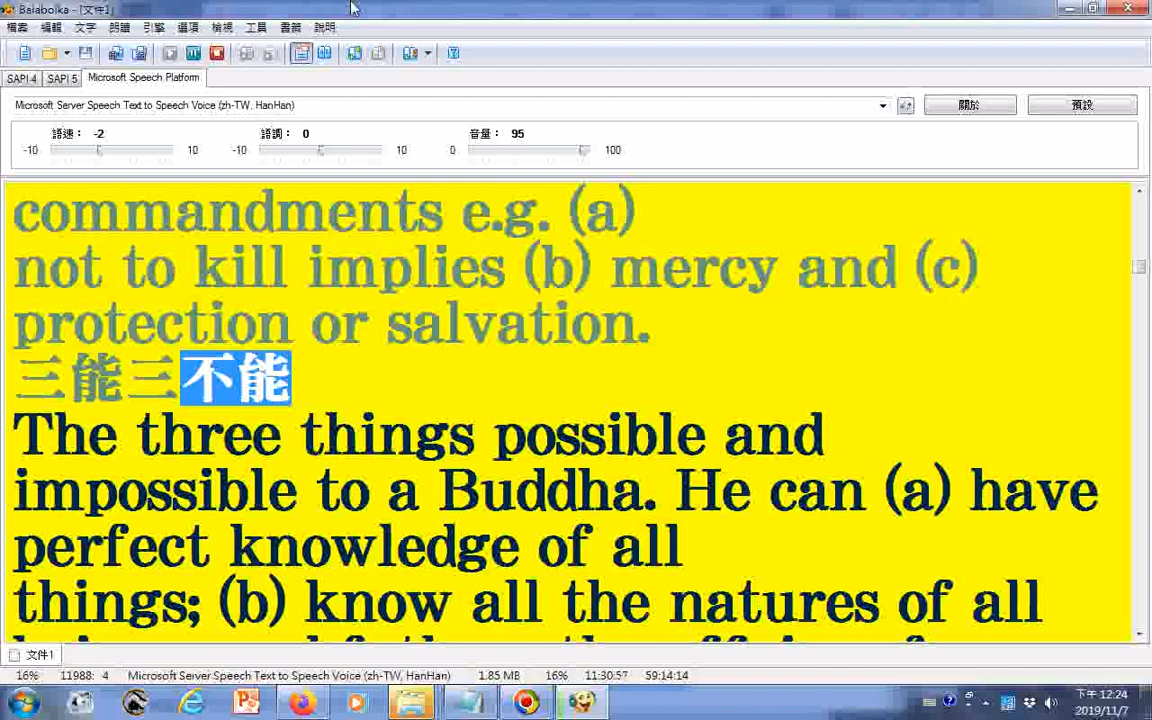 Balabolka - [文件1]
檔案 編輯 文字 朗讀 引擎 選項 檢視 工具 書籤 說明
SAPI 4 SAPI 5 Microsoft Speech Platform
Microsoft Server Speech Text to Speech Voice (zh-TW, HanHan) 關於 預設
語速： -2 語調： 0 音量： 95
-10 10 -10 10 0 100
commandments e.g. (a)
not to kill implies (b) mercy and (c)
protection or salvation.
三能三不能
The three things possible and
impossible to a Buddha. He can (a) have
perfect knowledge of all
things; (b) know all the natures of all
文件1
16% 11988: 4 Microsoft Server Speech Text to Speech Voice (zh-TW, HanHan) 1.85 MB 16% 11:30:57 59:14:14
下午 12:24
2019/11/7